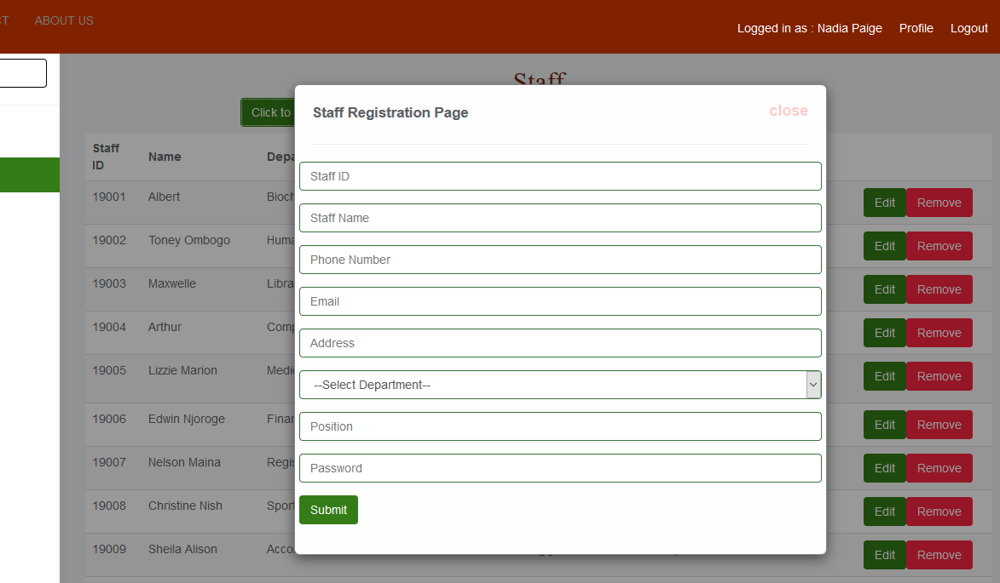 CT ABOUT US
Logged in as : Nadia Paige Profile Logout
Staff
Click to
Staff Registration Page close
Staff ID
Staff Name
Phone Number
Email
Address
--Select Department--
Position
Password
Submit
Staff ID Name Depa
19001 Albert Bioch Edit Remove
19002 Toney Ombogo Huma Edit Remove
19003 Maxwelle Libra Edit Remove
19004 Arthur Comp Edit Remove
19005 Lizzie Marion Medi Edit Remove
19006 Edwin Njoroge Finan Edit Remove
19007 Nelson Maina Regis Edit Remove
19008 Christine Nish Sport Edit Remove
19009 Sheila Alison Acco Edit Remove